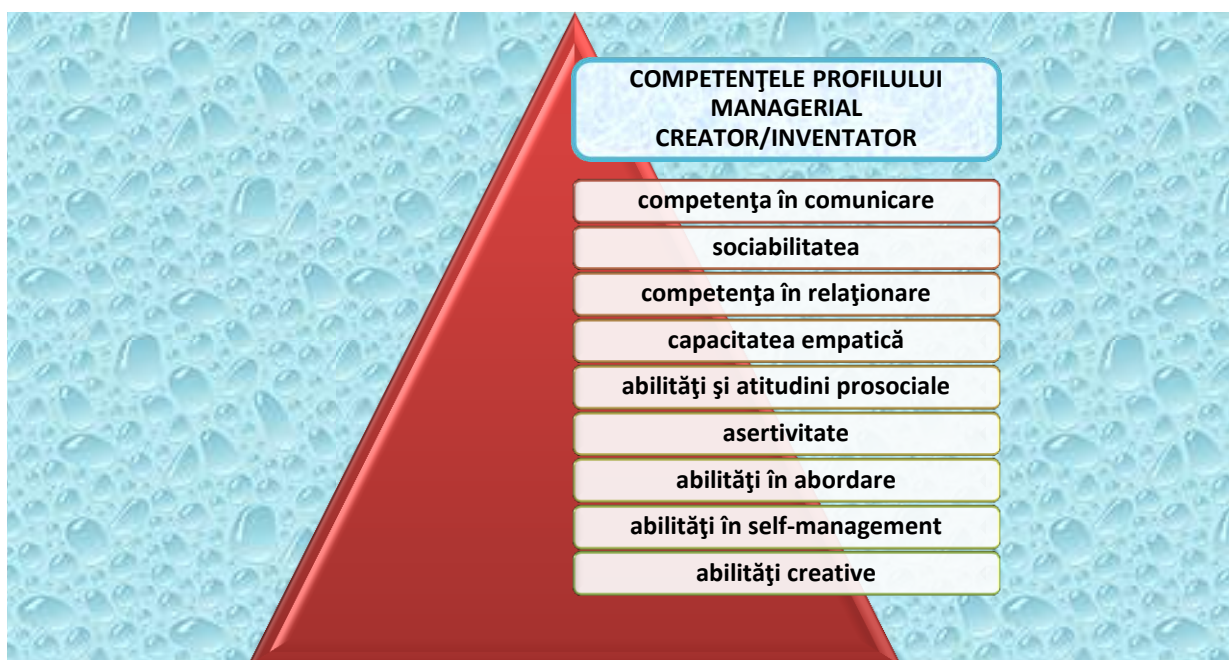 COMPETENŢELE PROFILULUI
MANAGERIAL
CREATOR/INVENTATOR
competenţa în comunicare
sociabilitatea
competenţa în relaţionare
capacitatea empatică
abilităţi şi atitudini prosociale
asertivitate
abilităţi în abordare
abilităţi în self-management
abilităţi creative